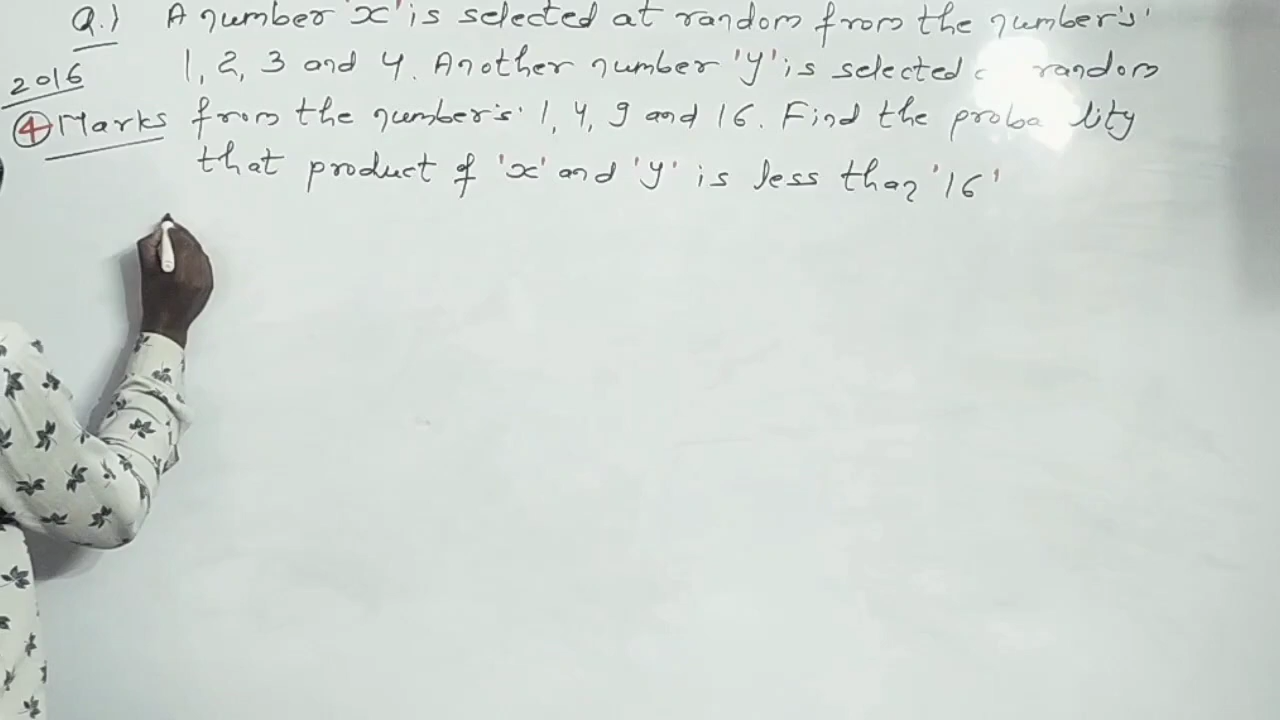 Q.) A number 'x' is selected at random from the number's'
2016 1, 2, 3 and 4. Another number 'y' is selected random
4 Marks from the number's' 1, 4, 9 and 16. Find the proba lity
that product of 'x' and 'y' is less than '16'